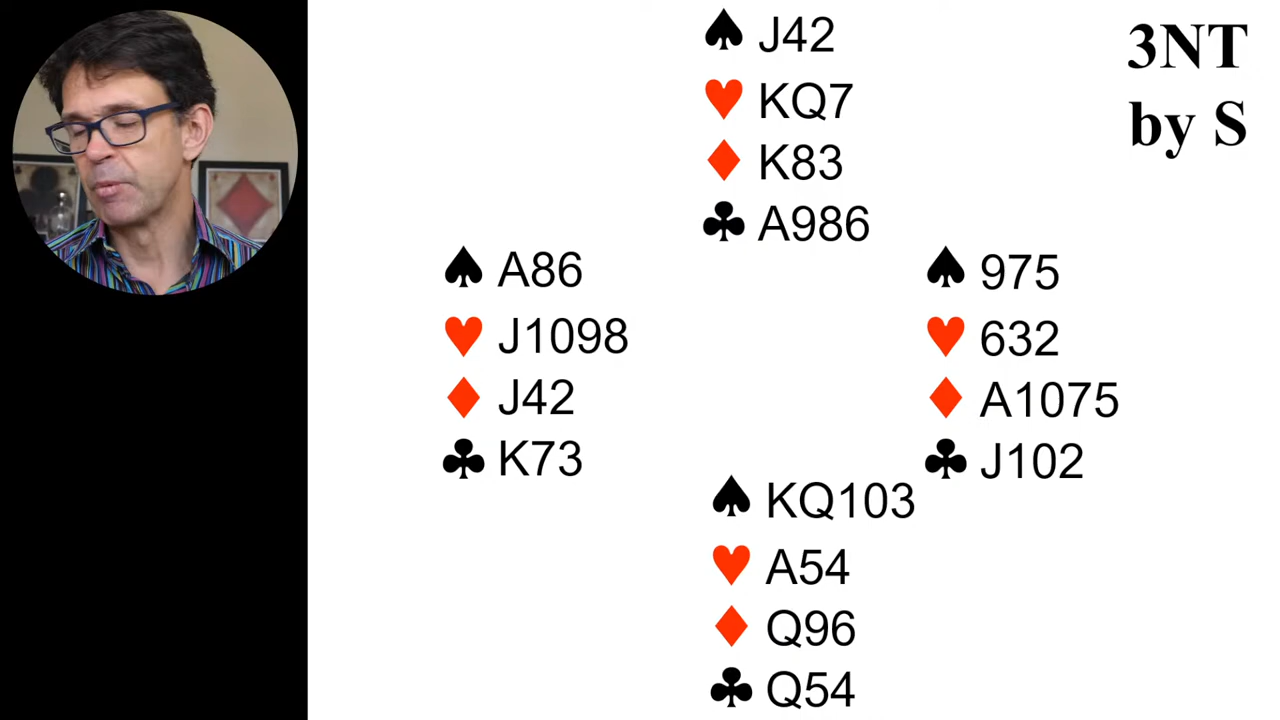 3NT
by S
♠ J42
♥ KQ7
♦ K83
♣ A986
♠ A86
♥ J1098
♦ J42
♣ K73
♠ 975
♥ 632
♦ A1075
♣ J102
♠ KQ103
♥ A54
♦ Q96
♣ Q54